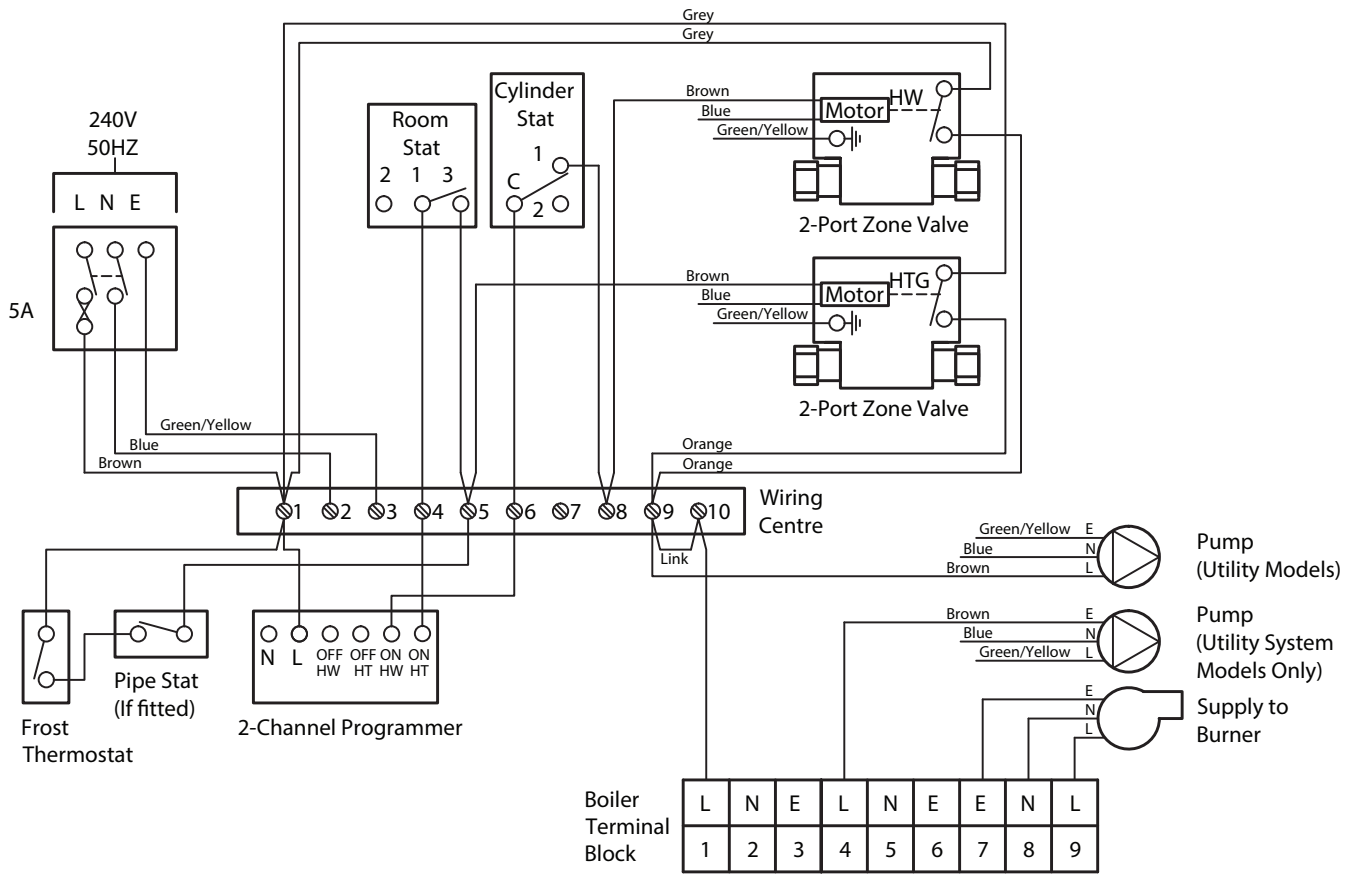 Grey
Grey
240V
50HZ
L N E
5A
Room
Stat
2 1 3
Cylinder
Stat
1
C
2
Brown
Blue
Green/Yellow
Motor
HW
2-Port Zone Valve
Brown
Blue
Green/Yellow
Motor
HTG
2-Port Zone Valve
Green/Yellow
Blue
Brown
Orange
Orange
1 2 3 4 5 6 7 8 9 10
Wiring
Centre
Link
Green/Yellow E
Blue N
Brown L
Pump
(Utility Models)
Brown E
Blue N
Green/Yellow L
Pump
(Utility System
Models Only)
E
N
L
Supply to
Burner
Frost
Thermostat
Pipe Stat
(If fitted)
N L OFF HW OFF HT ON HW ON HT
2-Channel Programmer
Boiler
Terminal
Block
L N E L N E E N L
1 2 3 4 5 6 7 8 9